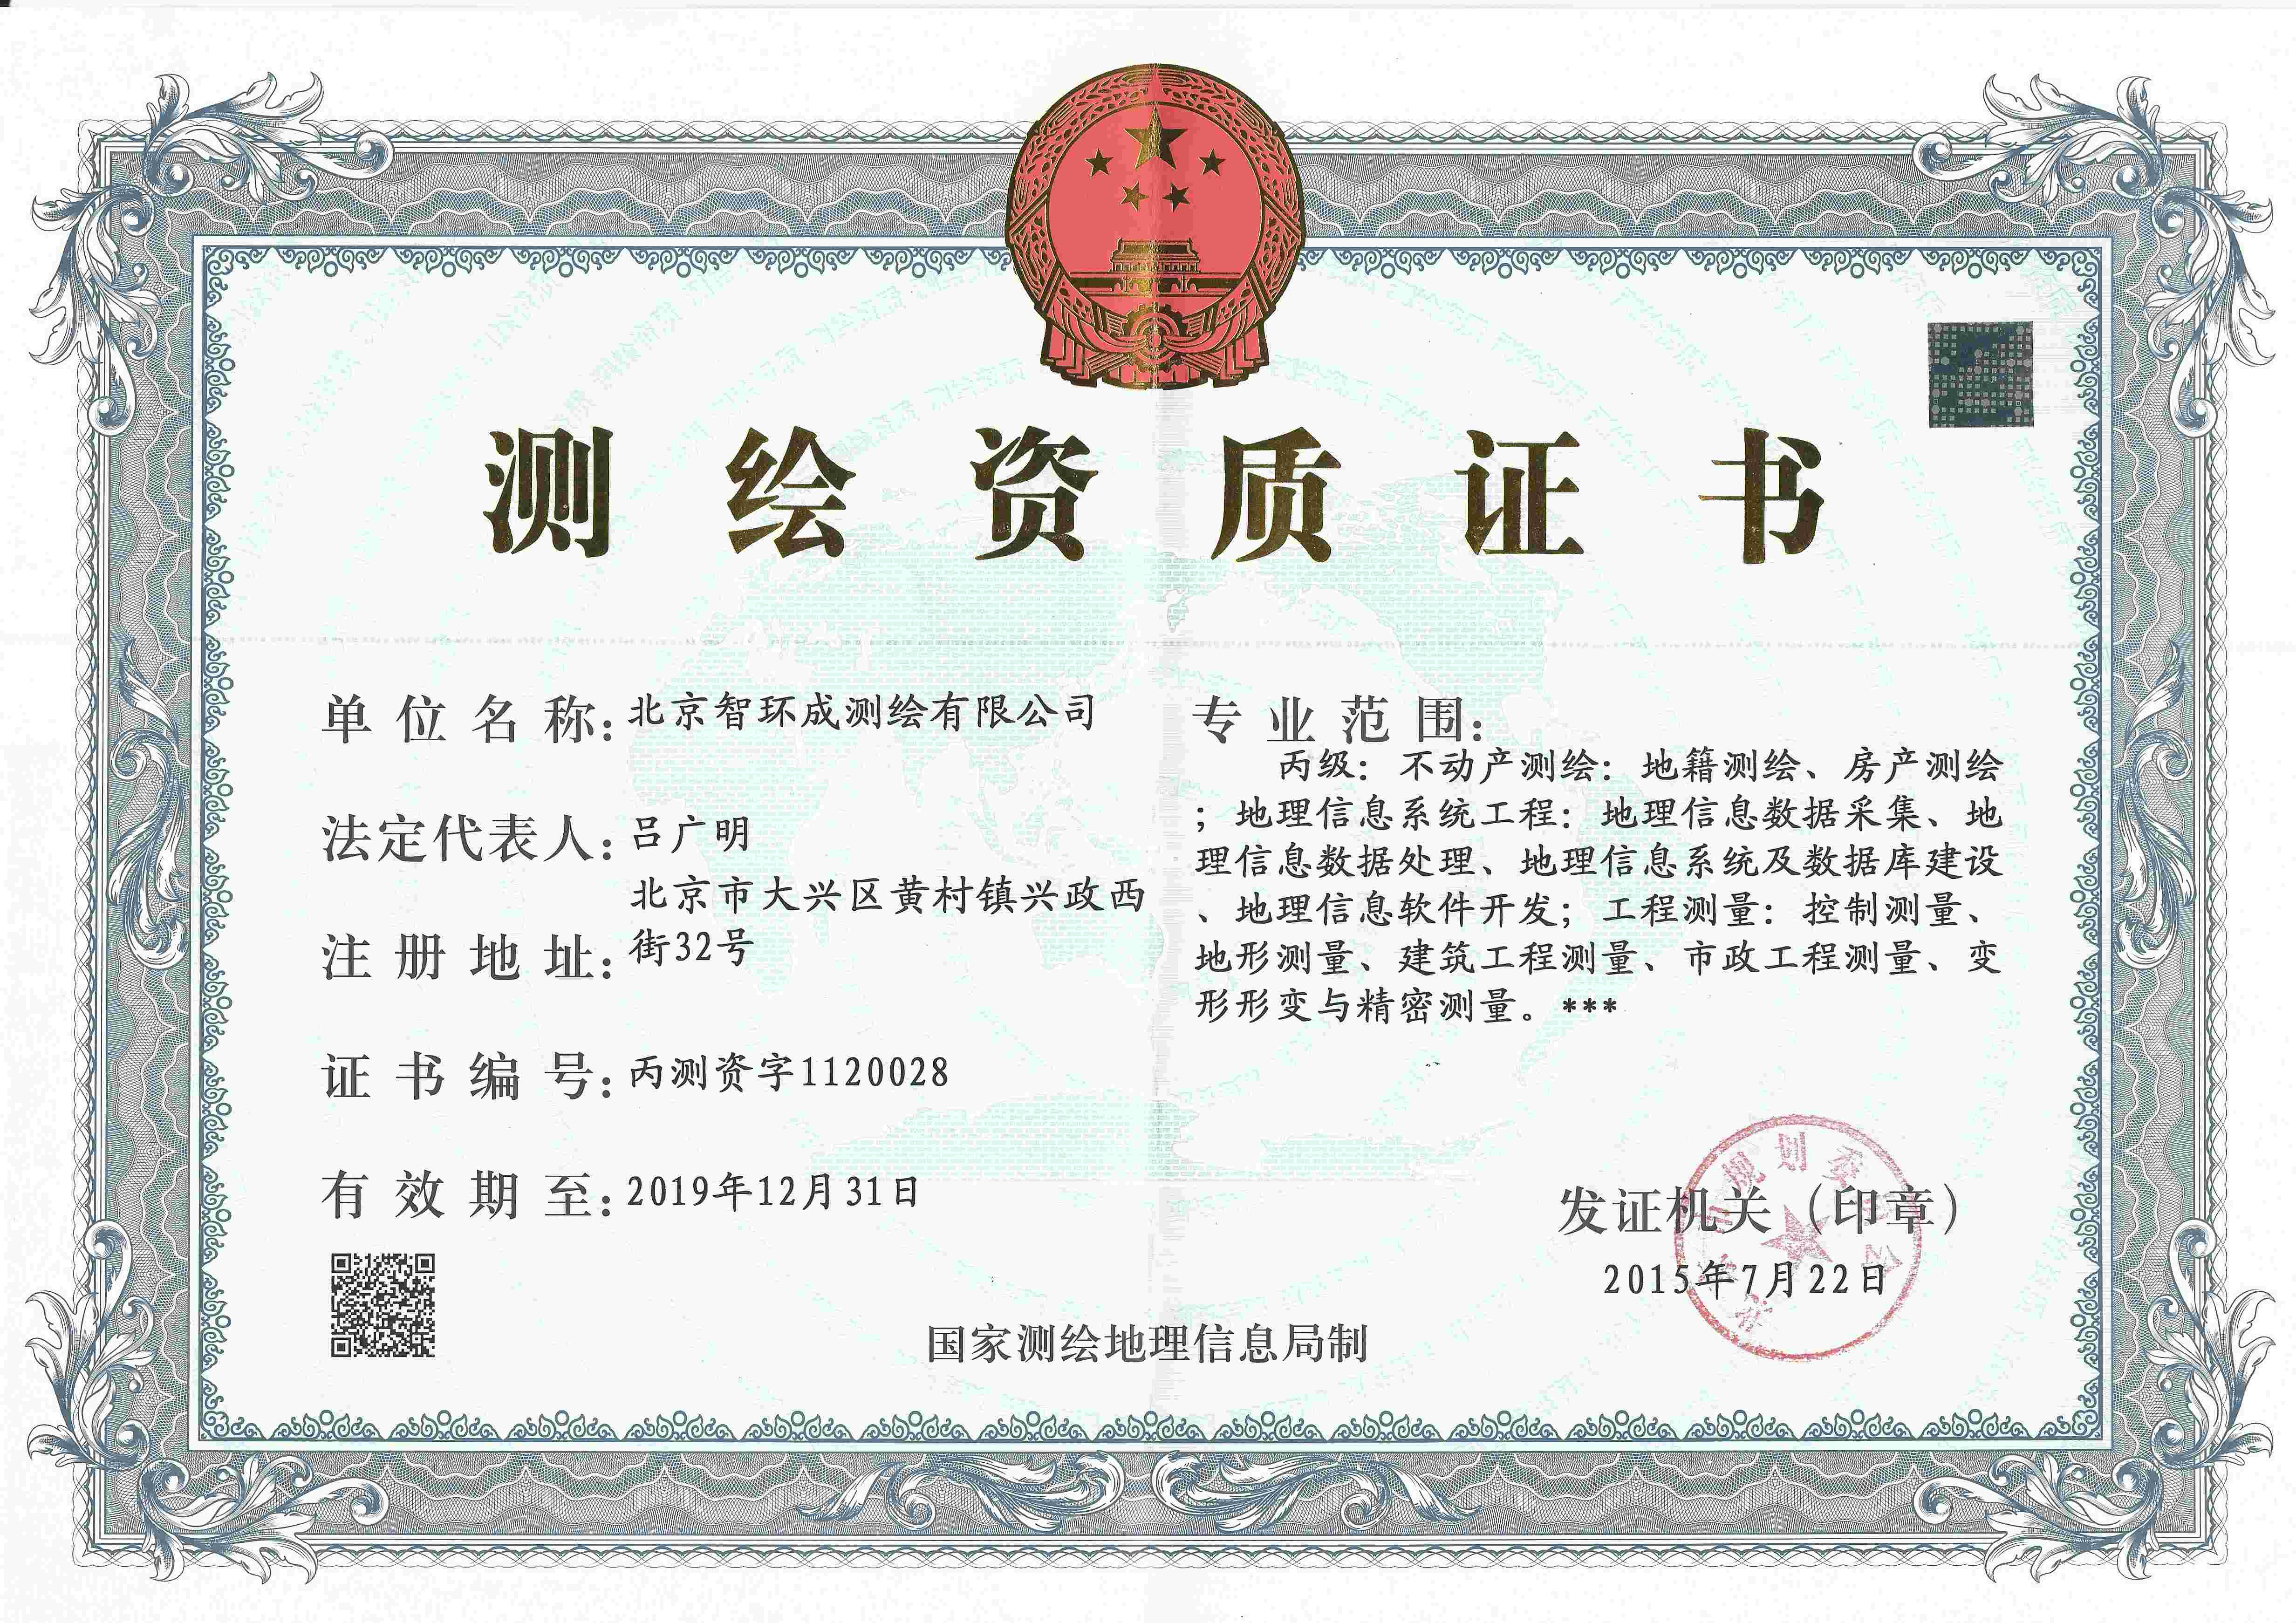 测绘资质证书
单位名称：北京智环成测绘有限公司
法定代表人：吕广明
注册地址：北京市大兴区黄村镇兴政西
街32号
证书编号：丙测资字1120028
有效期至：2019年12月31日
专业范围：
丙级：不动产测绘：地籍测绘、房产测绘
；地理信息系统工程：地理信息数据采集、地
理信息数据处理、地理信息系统及数据库建设
、地理信息软件开发；工程测量：控制测量、
地形测量、建筑工程测量、市政工程测量、变
形形变与精密测量。***
发证机关（印章）
2015年7月22日
国家测绘地理信息局制